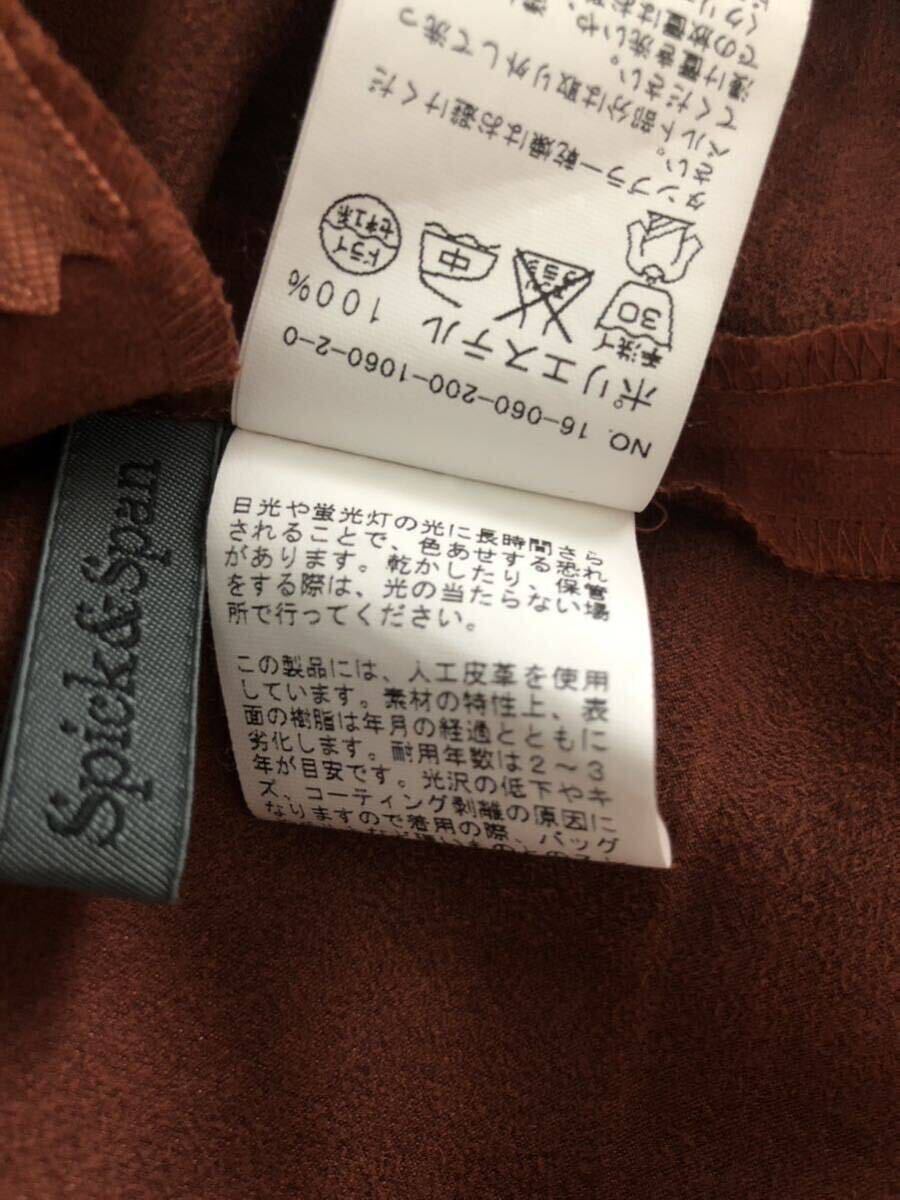 NO. 16-060-200-1060-2-0
ポリエステル 100%
手洗イ
30
中
ドライ
セキユ系
タンブラー乾燥はお避けくだ
さい。
ベルト部分は取り外して洗っ
てください。
日光や蛍光灯の光に長時間さら
されることで、色あせする恐れ
があります。乾かしたり、保管
をする際は、光の当たらない場
所で行ってください。
この製品には、人工皮革を使用
しています。素材の特性上、表
面の樹脂は年月の経過とともに
劣化します。耐用年数は2~3
年が目安です。光沢の低下やキ
ズ、コーティング剥離の原因に
なりますので着用の際、バッグ
Spick&Span